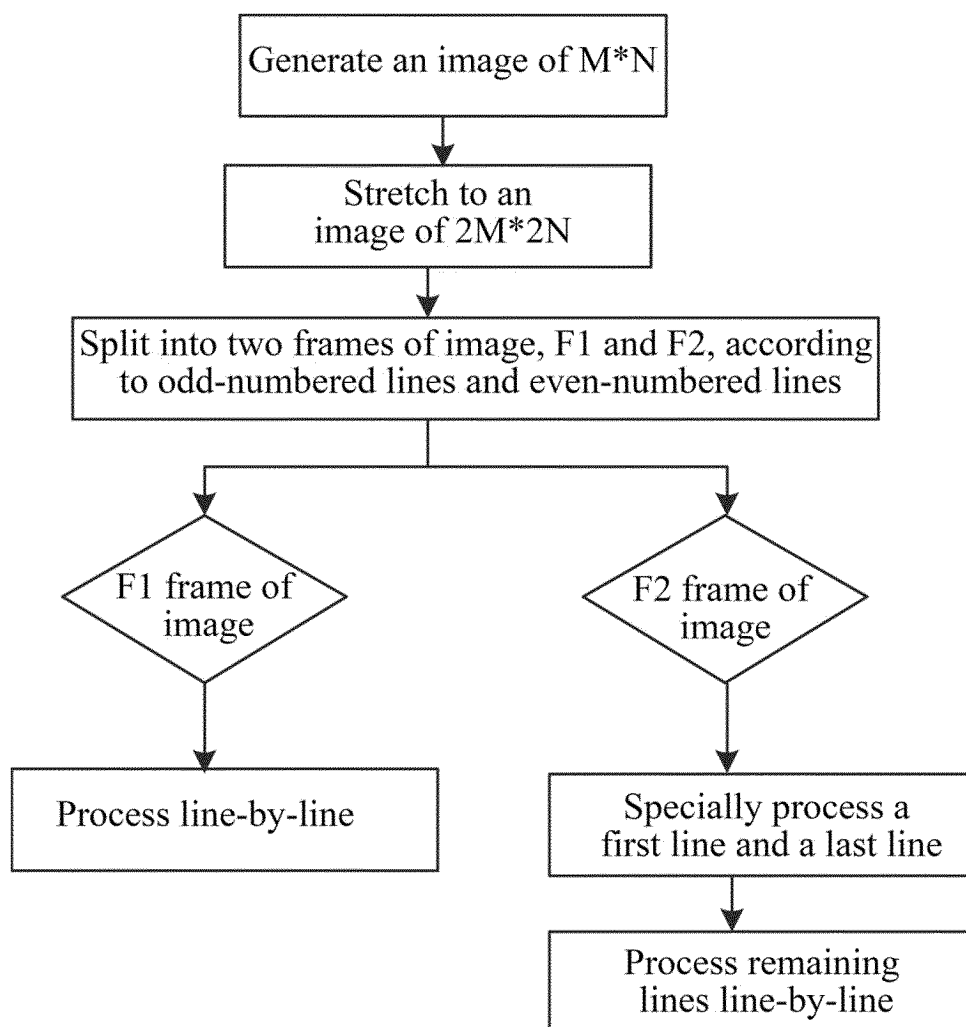 Generate an image of M*N
Stretch to an
image of 2M*2N
Split into two frames of image, F1 and F2, according
to odd-numbered lines and even-numbered lines
F1 frame of
image
F2 frame of
image
Process line-by-line
Specially process a
first line and a last line
Process remaining
lines line-by-line